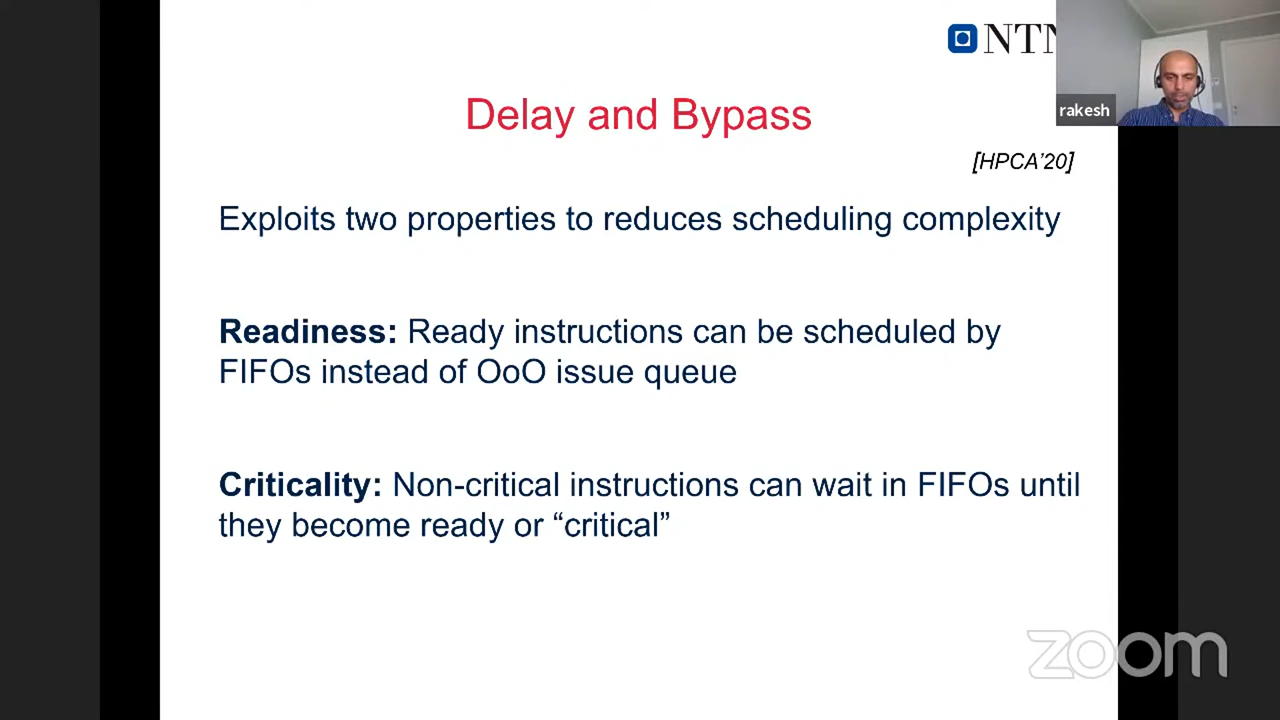 NTN
rakesh
Delay and Bypass
[HPCA'20]
Exploits two properties to reduces scheduling complexity
Readiness: Ready instructions can be scheduled by
FIFOs instead of OoO issue queue
Criticality: Non-critical instructions can wait in FIFOs until
they become ready or “critical”
zoom